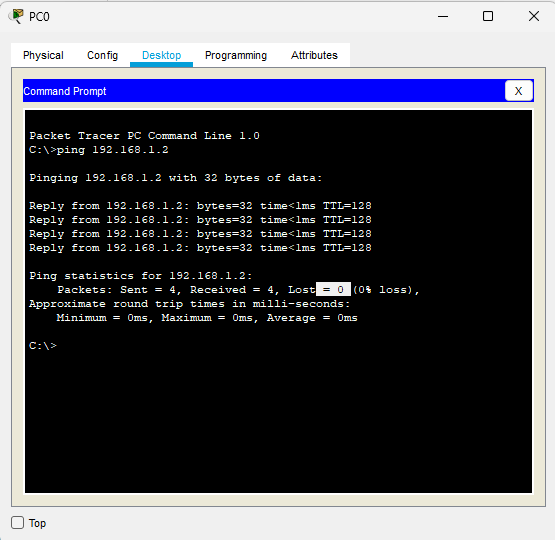 PC0
Physical Config Desktop Programming Attributes
Command Prompt
X
Packet Tracer PC Command Line 1.0
C:\>ping 192.168.1.2
Pinging 192.168.1.2 with 32 bytes of data:
Reply from 192.168.1.2: bytes=32 time<1ms TTL=128
Reply from 192.168.1.2: bytes=32 time<1ms TTL=128
Reply from 192.168.1.2: bytes=32 time<1ms TTL=128
Reply from 192.168.1.2: bytes=32 time<1ms TTL=128
Ping statistics for 192.168.1.2:
Packets: Sent = 4, Received = 4, Lost = 0 (0% loss),
Approximate round trip times in milli-seconds:
Minimum = 0ms, Maximum = 0ms, Average = 0ms
C:\>
Top